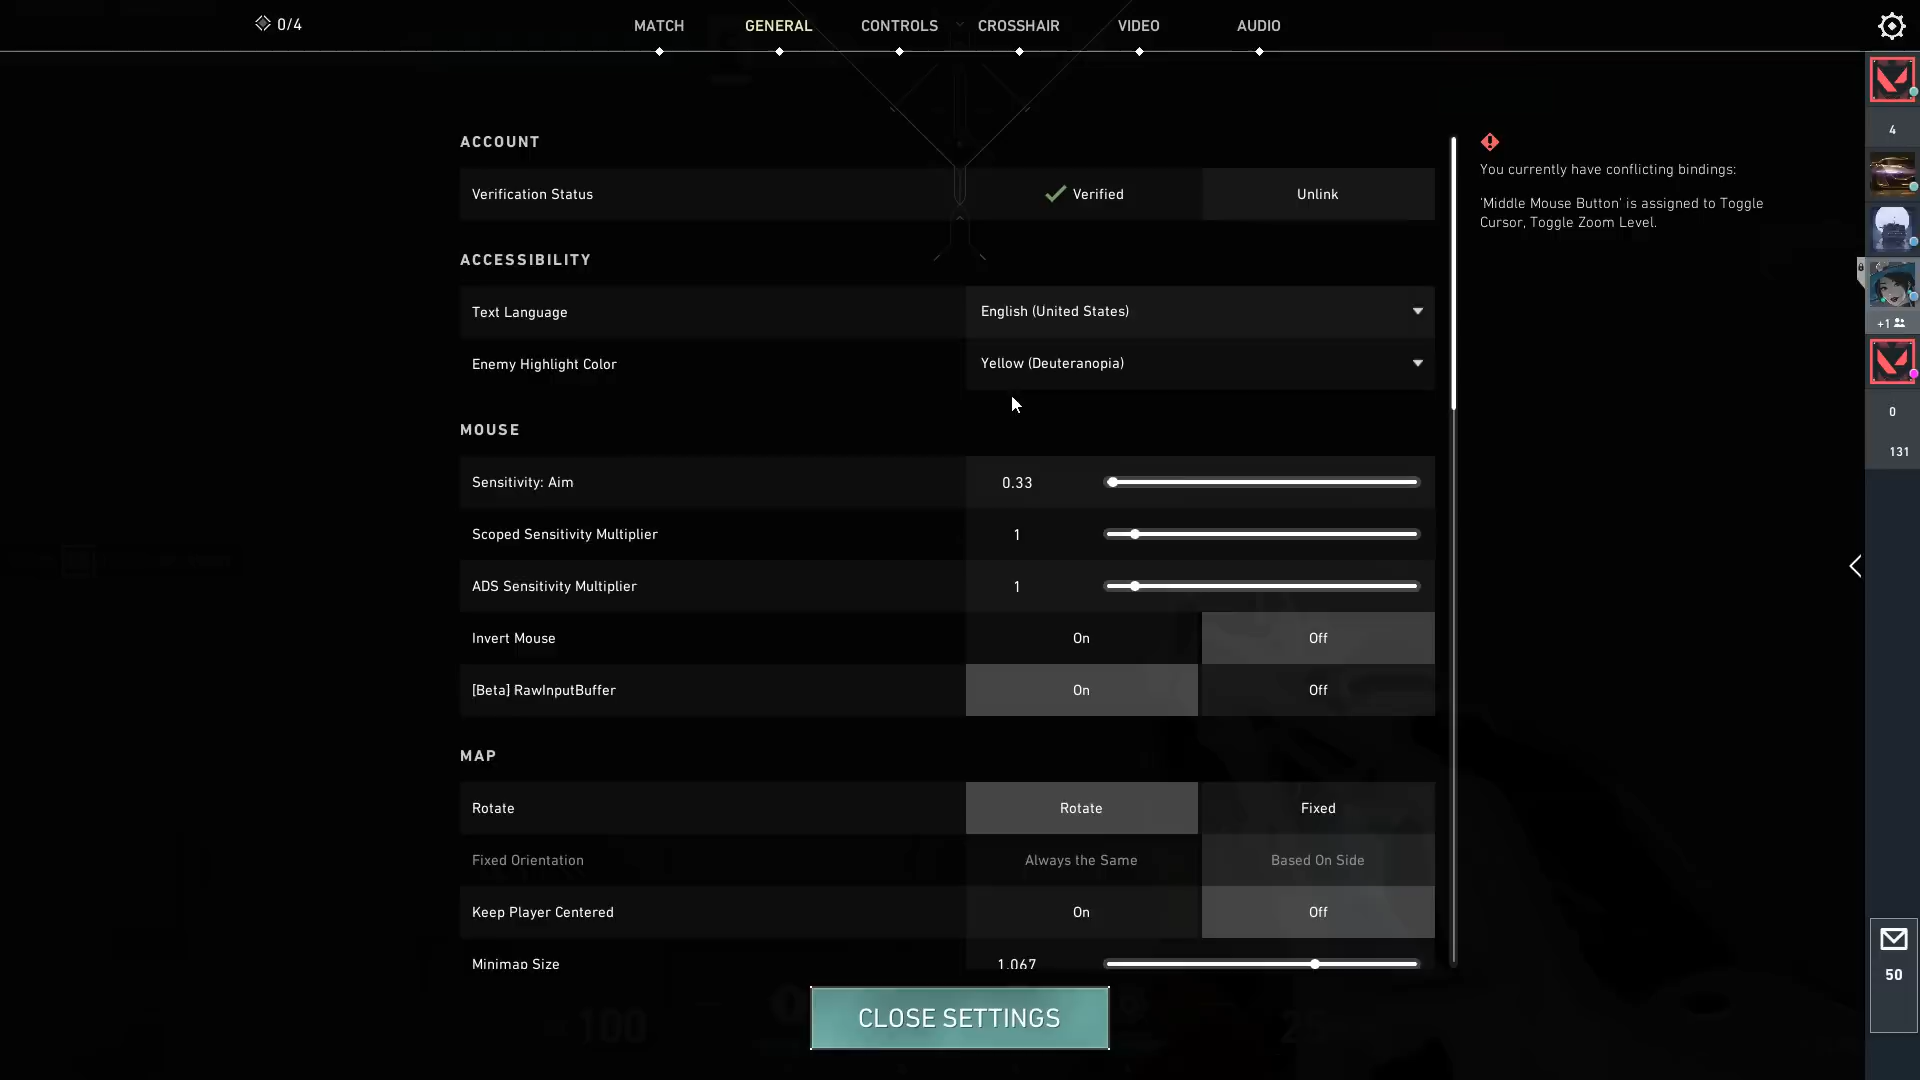 0/4
MATCH
GENERAL
CONTROLS
CROSSHAIR
VIDEO
AUDIO
ACCOUNT
Verification Status
Verified
Unlink
You currently have conflicting bindings:
'Middle Mouse Button' is assigned to Toggle
Cursor, Toggle Zoom Level.
ACCESSIBILITY
Text Language
English (United States)
Enemy Highlight Color
Yellow (Deuteranopia)
MOUSE
Sensitivity: Aim
0.33
Scoped Sensitivity Multiplier
1
ADS Sensitivity Multiplier
1
Invert Mouse
On
Off
[Beta] RawInputBuffer
On
Off
MAP
Rotate
Rotate
Fixed
Fixed Orientation
Always the Same
Based On Side
Keep Player Centered
On
Off
Minimap Size
1.067
CLOSE SETTINGS
100
25
4
+1
0
131
50